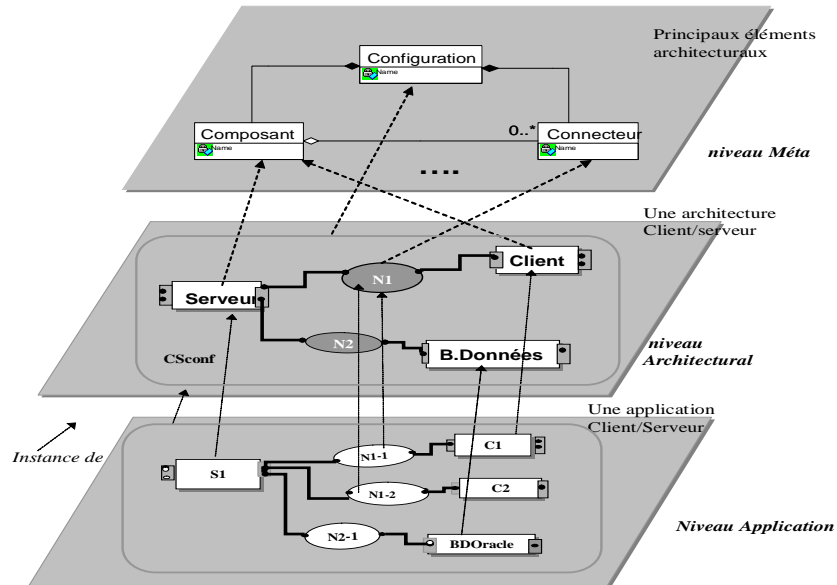 Principaux éléments
architecturaux
Configuration
Name
Composant
Name
0..*
Connecteur
Name
....
niveau Méta
Une architecture
Client/serveur
Client
N1
Serveur
N2
B.Données
CSconf
niveau
Architectural
Une application
Client/Serveur
Instance de
C1
N1-1
S1
C2
N1-2
N2-1
BDOracle
Niveau Application